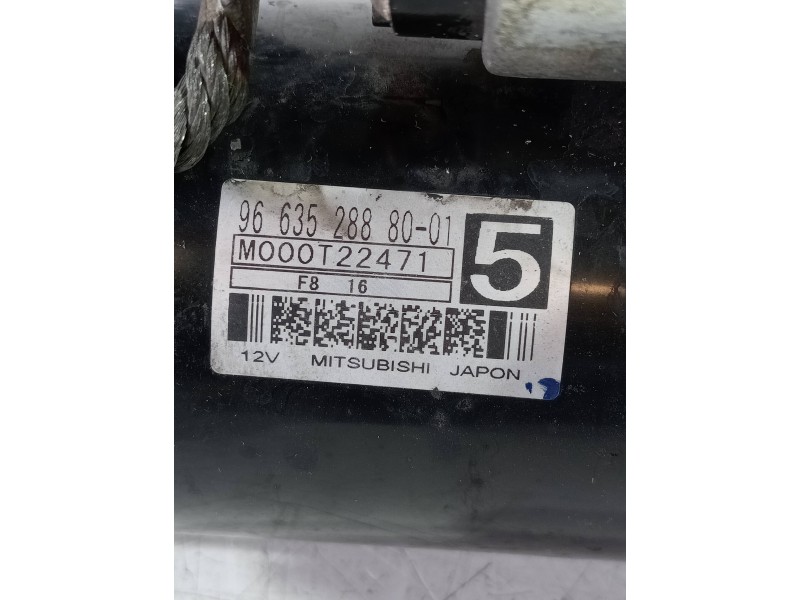 96 635 288 80-01
5
M000T22471
F8 16
12V MITSUBISHI JAPON